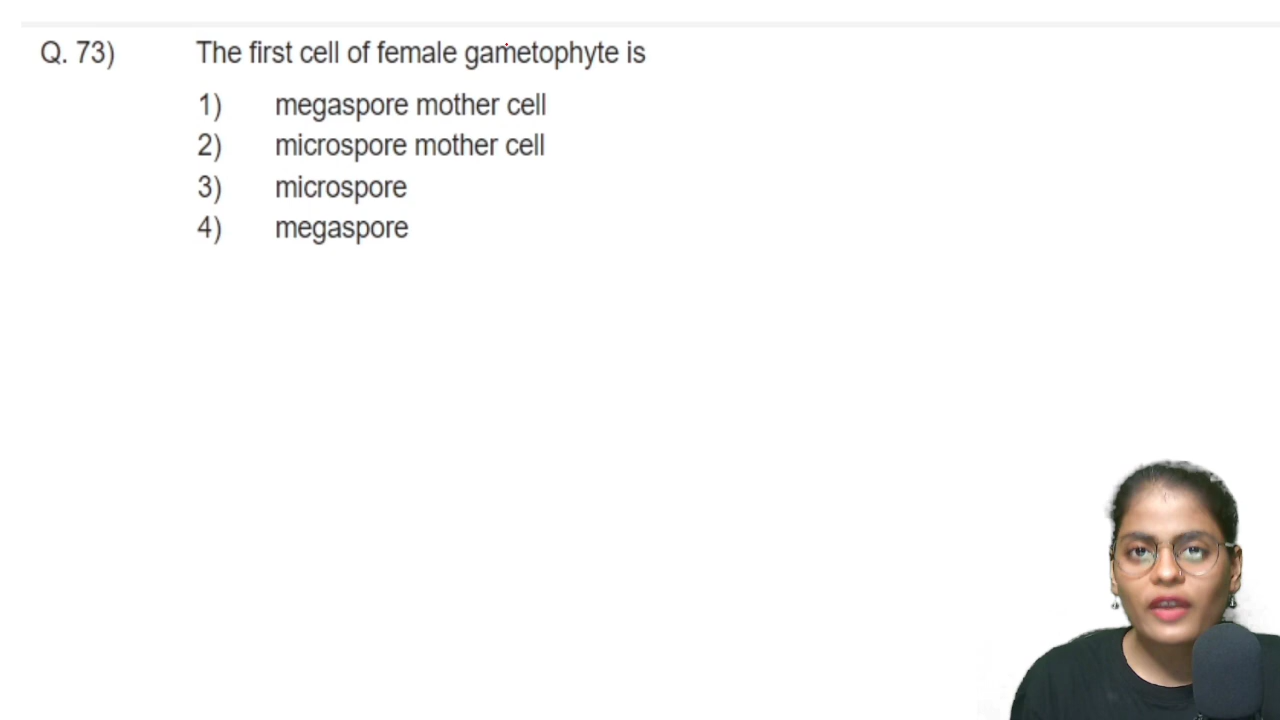 Q. 73) The first cell of female gametophyte is
1) megaspore mother cell
2) microspore mother cell
3) microspore
4) megaspore